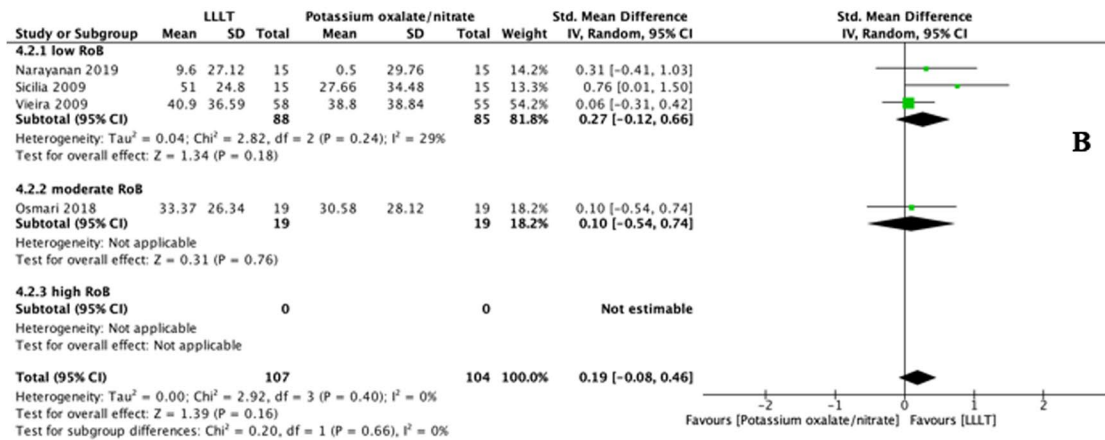 LLLT Potassium oxalate/nitrate Std. Mean Difference Std. Mean Difference
Study or Subgroup Mean SD Total Mean SD Total Weight IV, Random, 95% CI IV, Random, 95% CI
4.2.1 low RoB
Narayanan 2019 9.6 27.12 15 0.5 29.76 15 14.2% 0.31 [-0.41, 1.03]
Sicilia 2009 51 24.8 15 27.66 34.48 15 13.3% 0.76 [0.01, 1.50]
Vieira 2009 40.9 36.59 58 38.8 38.84 55 54.2% 0.06 [-0.31, 0.42]
Subtotal (95% CI) 88 85 81.8% 0.27 [-0.12, 0.66]
Heterogeneity: Tau² = 0.04; Chi² = 2.82, df = 2 (P = 0.24); I² = 29%
Test for overall effect: Z = 1.34 (P = 0.18)
B
4.2.2 moderate RoB
Osmari 2018 33.37 26.34 19 30.58 28.12 19 18.2% 0.10 [-0.54, 0.74]
Subtotal (95% CI) 19 19 18.2% 0.10 [-0.54, 0.74]
Heterogeneity: Not applicable
Test for overall effect: Z = 0.31 (P = 0.76)
4.2.3 high RoB
Subtotal (95% CI) 0 0 Not estimable
Heterogeneity: Not applicable
Test for overall effect: Not applicable
Total (95% CI) 107 104 100.0% 0.19 [-0.08, 0.46]
Heterogeneity: Tau² = 0.00; Chi² = 2.92, df = 3 (P = 0.40); I² = 0%
Test for overall effect: Z = 1.39 (P = 0.16)
Test for subgroup differences: Chi² = 0.20, df = 1 (P = 0.66), I² = 0%
-2 -1 0 1 2
Favours [Potassium oxalate/nitrate] Favours [LLLT]